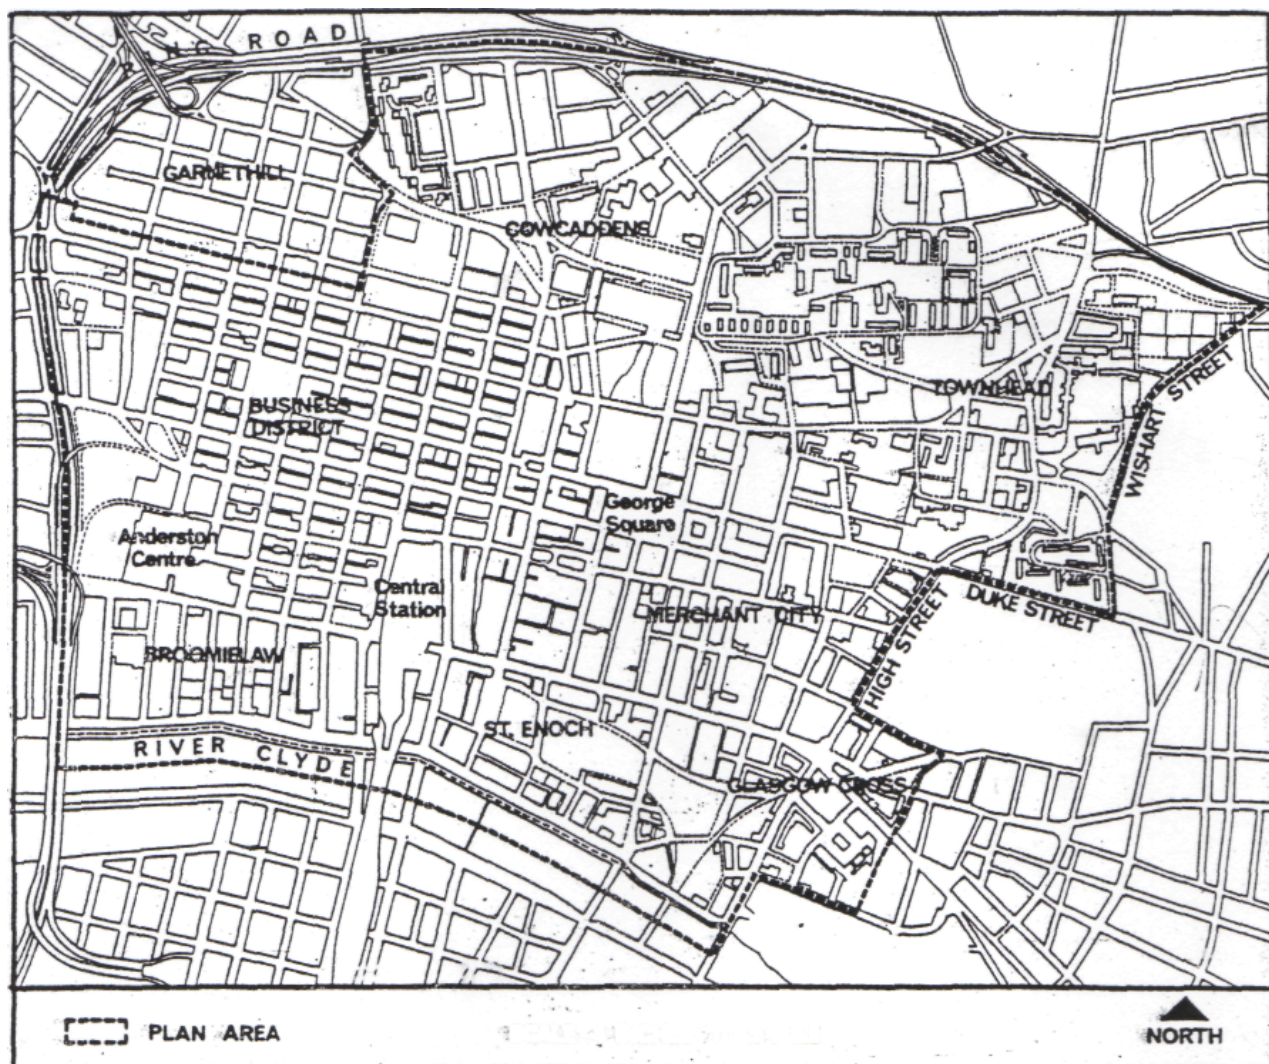 ROAD
GARNETHILL
COWCADDENS
TOWNHEAD
WISHART STREET
BUSINESS
DISTRICT
George
Square
Anderston
Centre
Central
Station
DUKE STREET
HIGH STREET
MERCHANT CITY
BROOMIELAW
ST. ENOCH
RIVER CLYDE
GLASGOW CROSS
PLAN AREA
NORTH